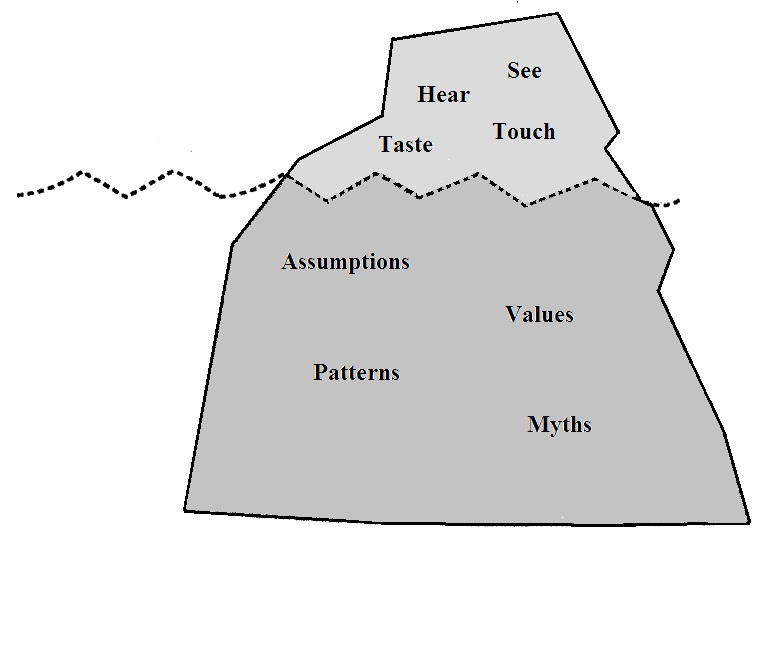 See
Hear
Touch
Taste
Assumptions
Values
Patterns
Myths